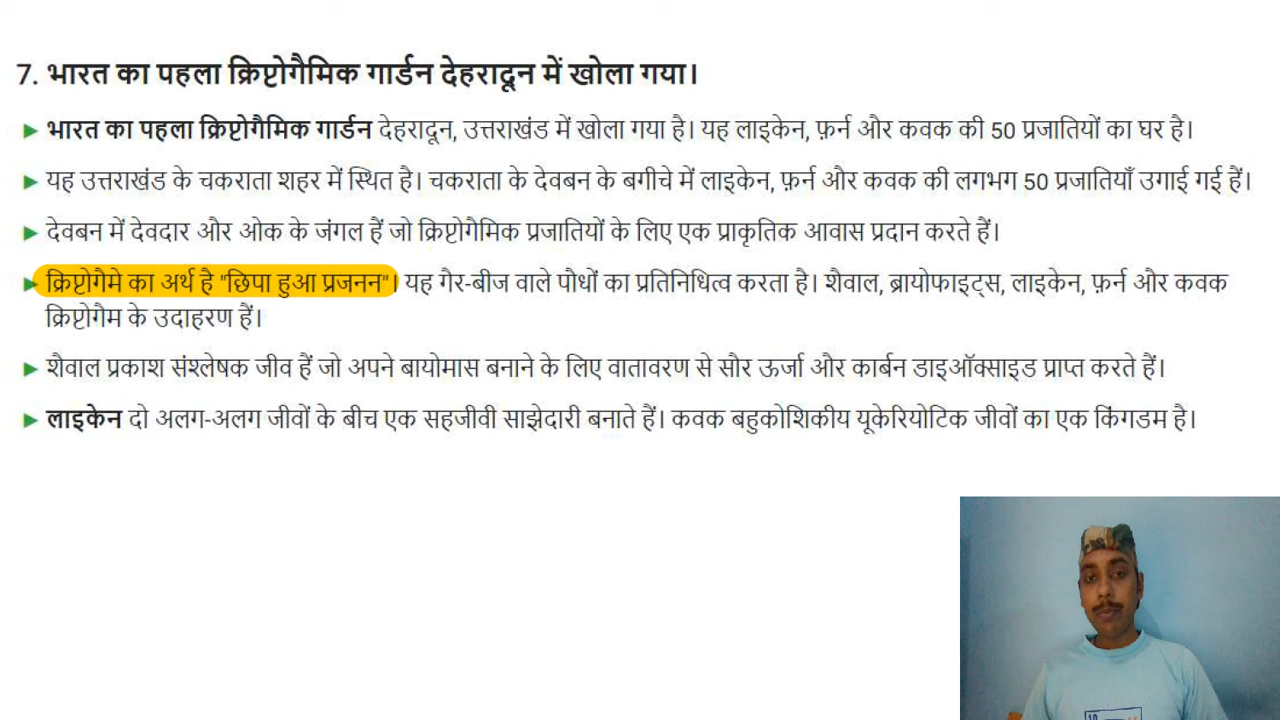 7. भारत का पहला क्रिप्टोगैमिक गार्डन देहरादून में खोला गया।
► भारत का पहला क्रिप्टोगैमिक गार्डन देहरादून, उत्तराखंड में खोला गया है। यह लाइकेन, फ़र्न और कवक की 50 प्रजातियों का घर है।
► यह उत्तराखंड के चकराता शहर में स्थित है। चकराता के देवबन के बगीचे में लाइकेन, फ़र्न और कवक की लगभग 50 प्रजातियाँ उगाई गई हैं।
► देवबन में देवदार और ओक के जंगल हैं जो क्रिप्टोगैमिक प्रजातियों के लिए एक प्राकृतिक आवास प्रदान करते हैं।
► क्रिप्टोगैमे का अर्थ है "छिपा हुआ प्रजनन"। यह गैर-बीज वाले पौधों का प्रतिनिधित्व करता है। शैवाल, ब्रायोफाइट्स, लाइकेन, फ़र्न और कवक
क्रिप्टोगैम के उदाहरण हैं।
► शैवाल प्रकाश संश्लेषक जीव हैं जो अपने बायोमास बनाने के लिए वातावरण से सौर ऊर्जा और कार्बन डाइऑक्साइड प्राप्त करते हैं।
► लाइकेन दो अलग-अलग जीवों के बीच एक सहजीवी साझेदारी बनाते हैं। कवक बहुकोशिकीय यूकेरियोटिक जीवों का एक किंगडम है।